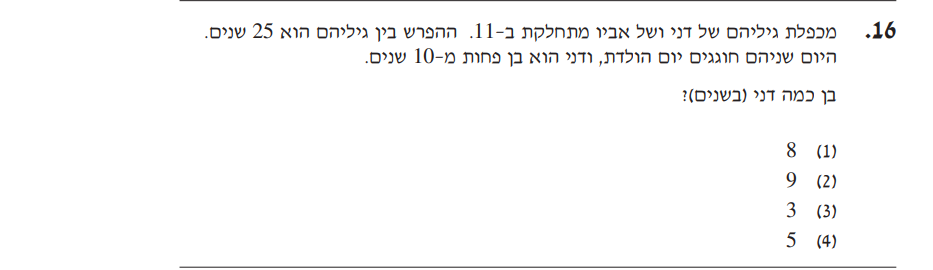 16. מכפלת גיליהם של דני ושל אביו מתחלקת ב-11. ההפרש בין גיליהם הוא 25 שנים.
היום שניהם חוגגים יום הולדת, ודני הוא בן פחות מ-10 שנים.
בן כמה דני (בשנים)?
(1) 8
(2) 9
(3) 3
(4) 5